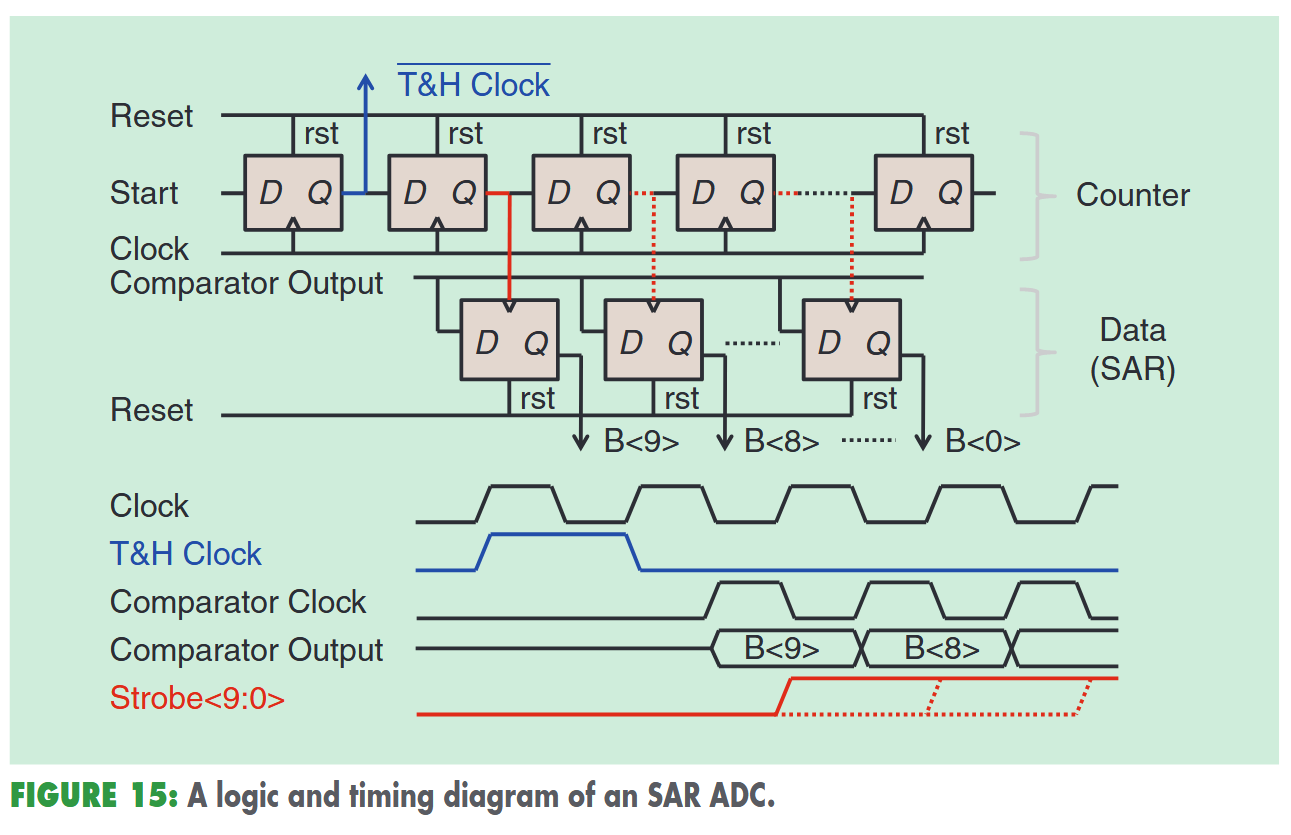 T&H Clock
Reset
rst rst rst rst rst
Start D Q D Q D Q D Q D Q Counter
Clock
Comparator Output
D Q D Q D Q Data
(SAR)
rst rst rst
Reset
B<9> B<8> B<0>
Clock
T&H Clock
Comparator Clock
Comparator Output B<9> B<8>
Strobe<9:0>
FIGURE 15: A logic and timing diagram of an SAR ADC.